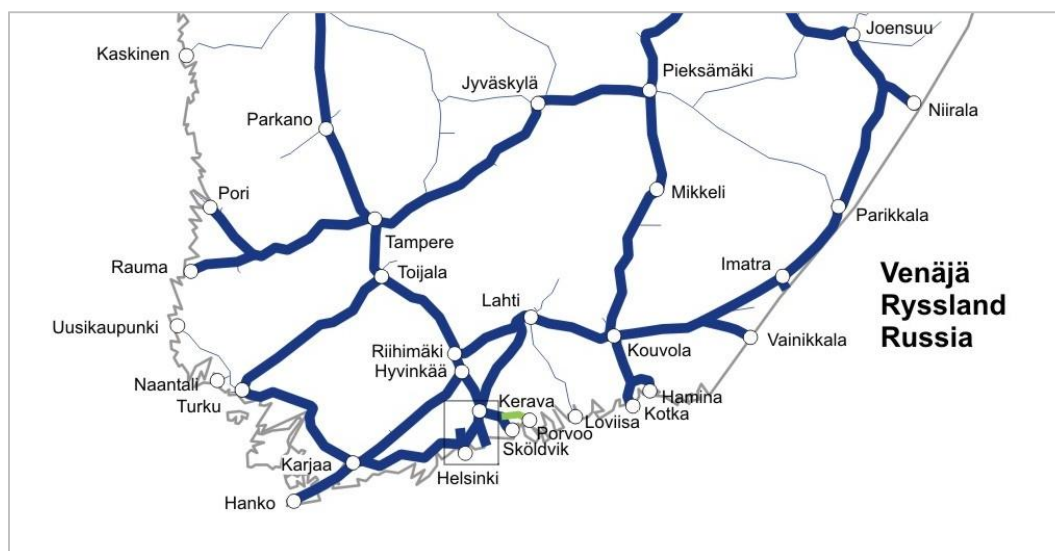 Kaskinen
Joensuu
Pieksämäki
Jyväskylä
Niirala
Parkano
Mikkeli
Pori
Parikkala
Tampere
Rauma
Toijala
Imatra
Venäjä
Ryssland
Russia
Lahti
Uusikaupunki
Kouvola
Vainikkala
Riihimäki
Hyvinkää
Naantali
Turku
Kerava
Hamina
Kotka
Loviisa
Porvoo
Sköldvik
Karjaa
Helsinki
Hanko